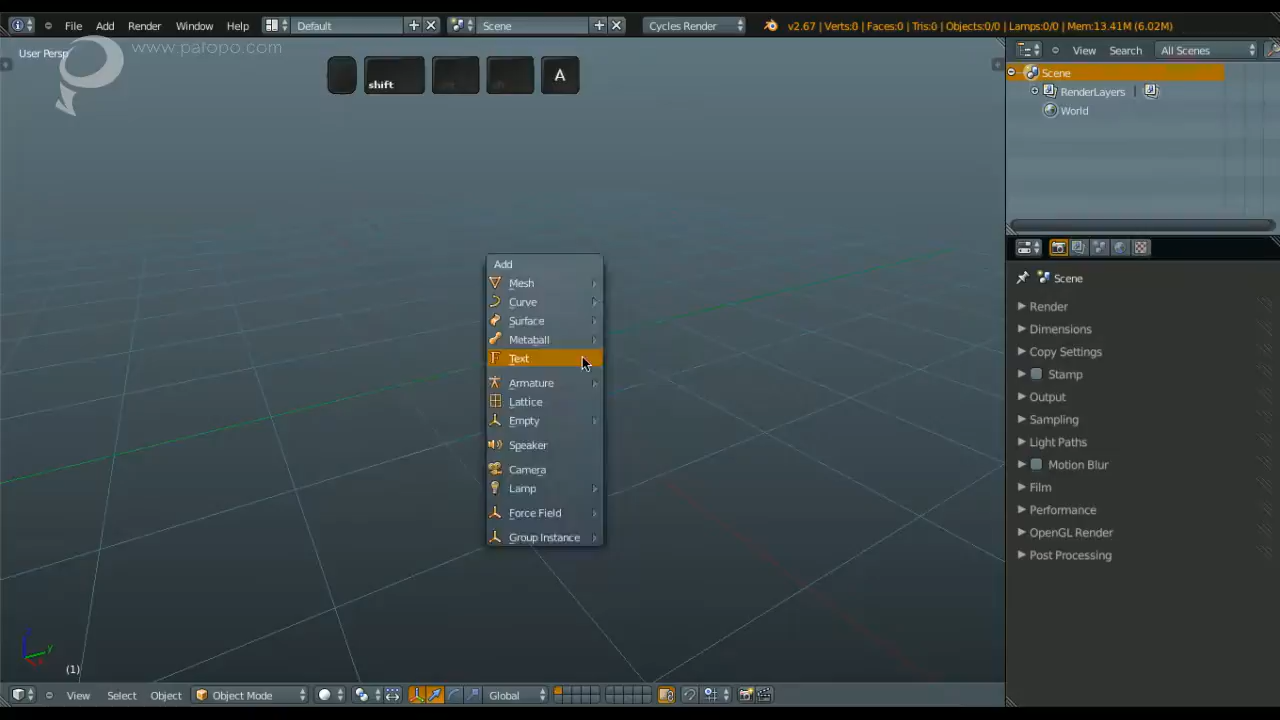 File Add Render Window Help Default Scene Cycles Render v2.67 | Verts:0 | Faces:0 | Tris:0 | Objects:0/0 | Lamps:0/0 | Mem:13.41M (6.02M)
User Persp
www.pafopo.com
shift
A
View Search All Scenes
Scene
RenderLayers |
World
Scene
Render
Dimensions
Copy Settings
Stamp
Output
Sampling
Light Paths
Motion Blur
Film
Performance
OpenGL Render
Post Processing
Add
Mesh
Curve
Surface
Metaball
Text
Armature
Lattice
Empty
Speaker
Camera
Lamp
Force Field
Group Instance
y
(1)
View Select Object Object Mode Global